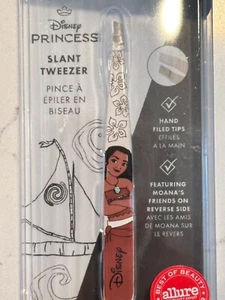 Disney
PRINCESS
SLANT
TWEEZER
PINCE À
ÉPILER EN
BISEAU
HAND
FILED TIPS
EFFILÉS
À LA MAIN
FEATURING
MOANA'S
FRIENDS ON
REVERSE SIDE
AVEC LES AMIS
DE MOANA SUR
LE REVERS
Disney
BEST OF BEAUTY
allure